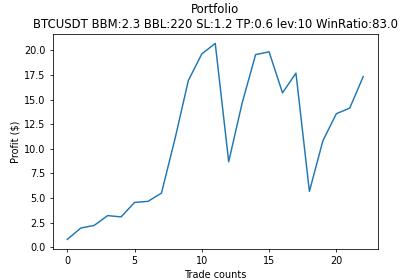 Portfolio
BTCUSDT BBM:2.3 BBL:220 SL:1.2 TP:0.6 lev:10 WinRatio:83.0
20.0
17.5
15.0
12.5
10.0
7.5
5.0
2.5
0.0
Profit ($)
0 5 10 15 20
Trade counts